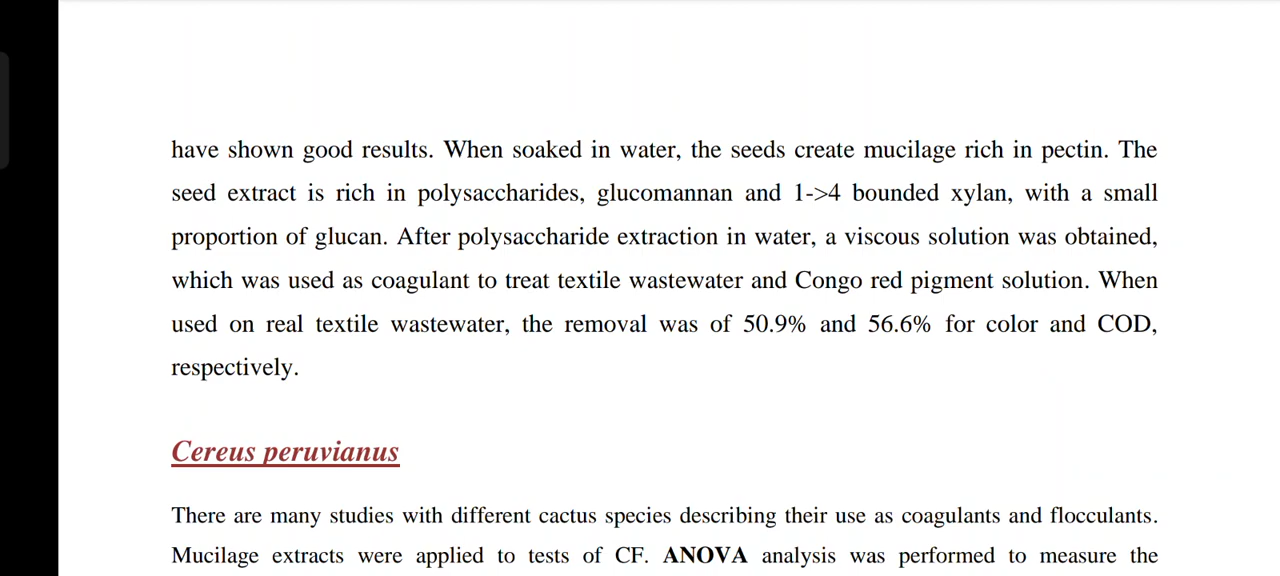 have shown good results. When soaked in water, the seeds create mucilage rich in pectin. The
seed extract is rich in polysaccharides, glucomannan and 1->4 bounded xylan, with a small
proportion of glucan. After polysaccharide extraction in water, a viscous solution was obtained,
which was used as coagulant to treat textile wastewater and Congo red pigment solution. When
used on real textile wastewater, the removal was of 50.9% and 56.6% for color and COD,
respectively.
Cereus peruvianus
There are many studies with different cactus species describing their use as coagulants and flocculants.
Mucilage extracts were applied to tests of CF. ANOVA analysis was performed to measure the